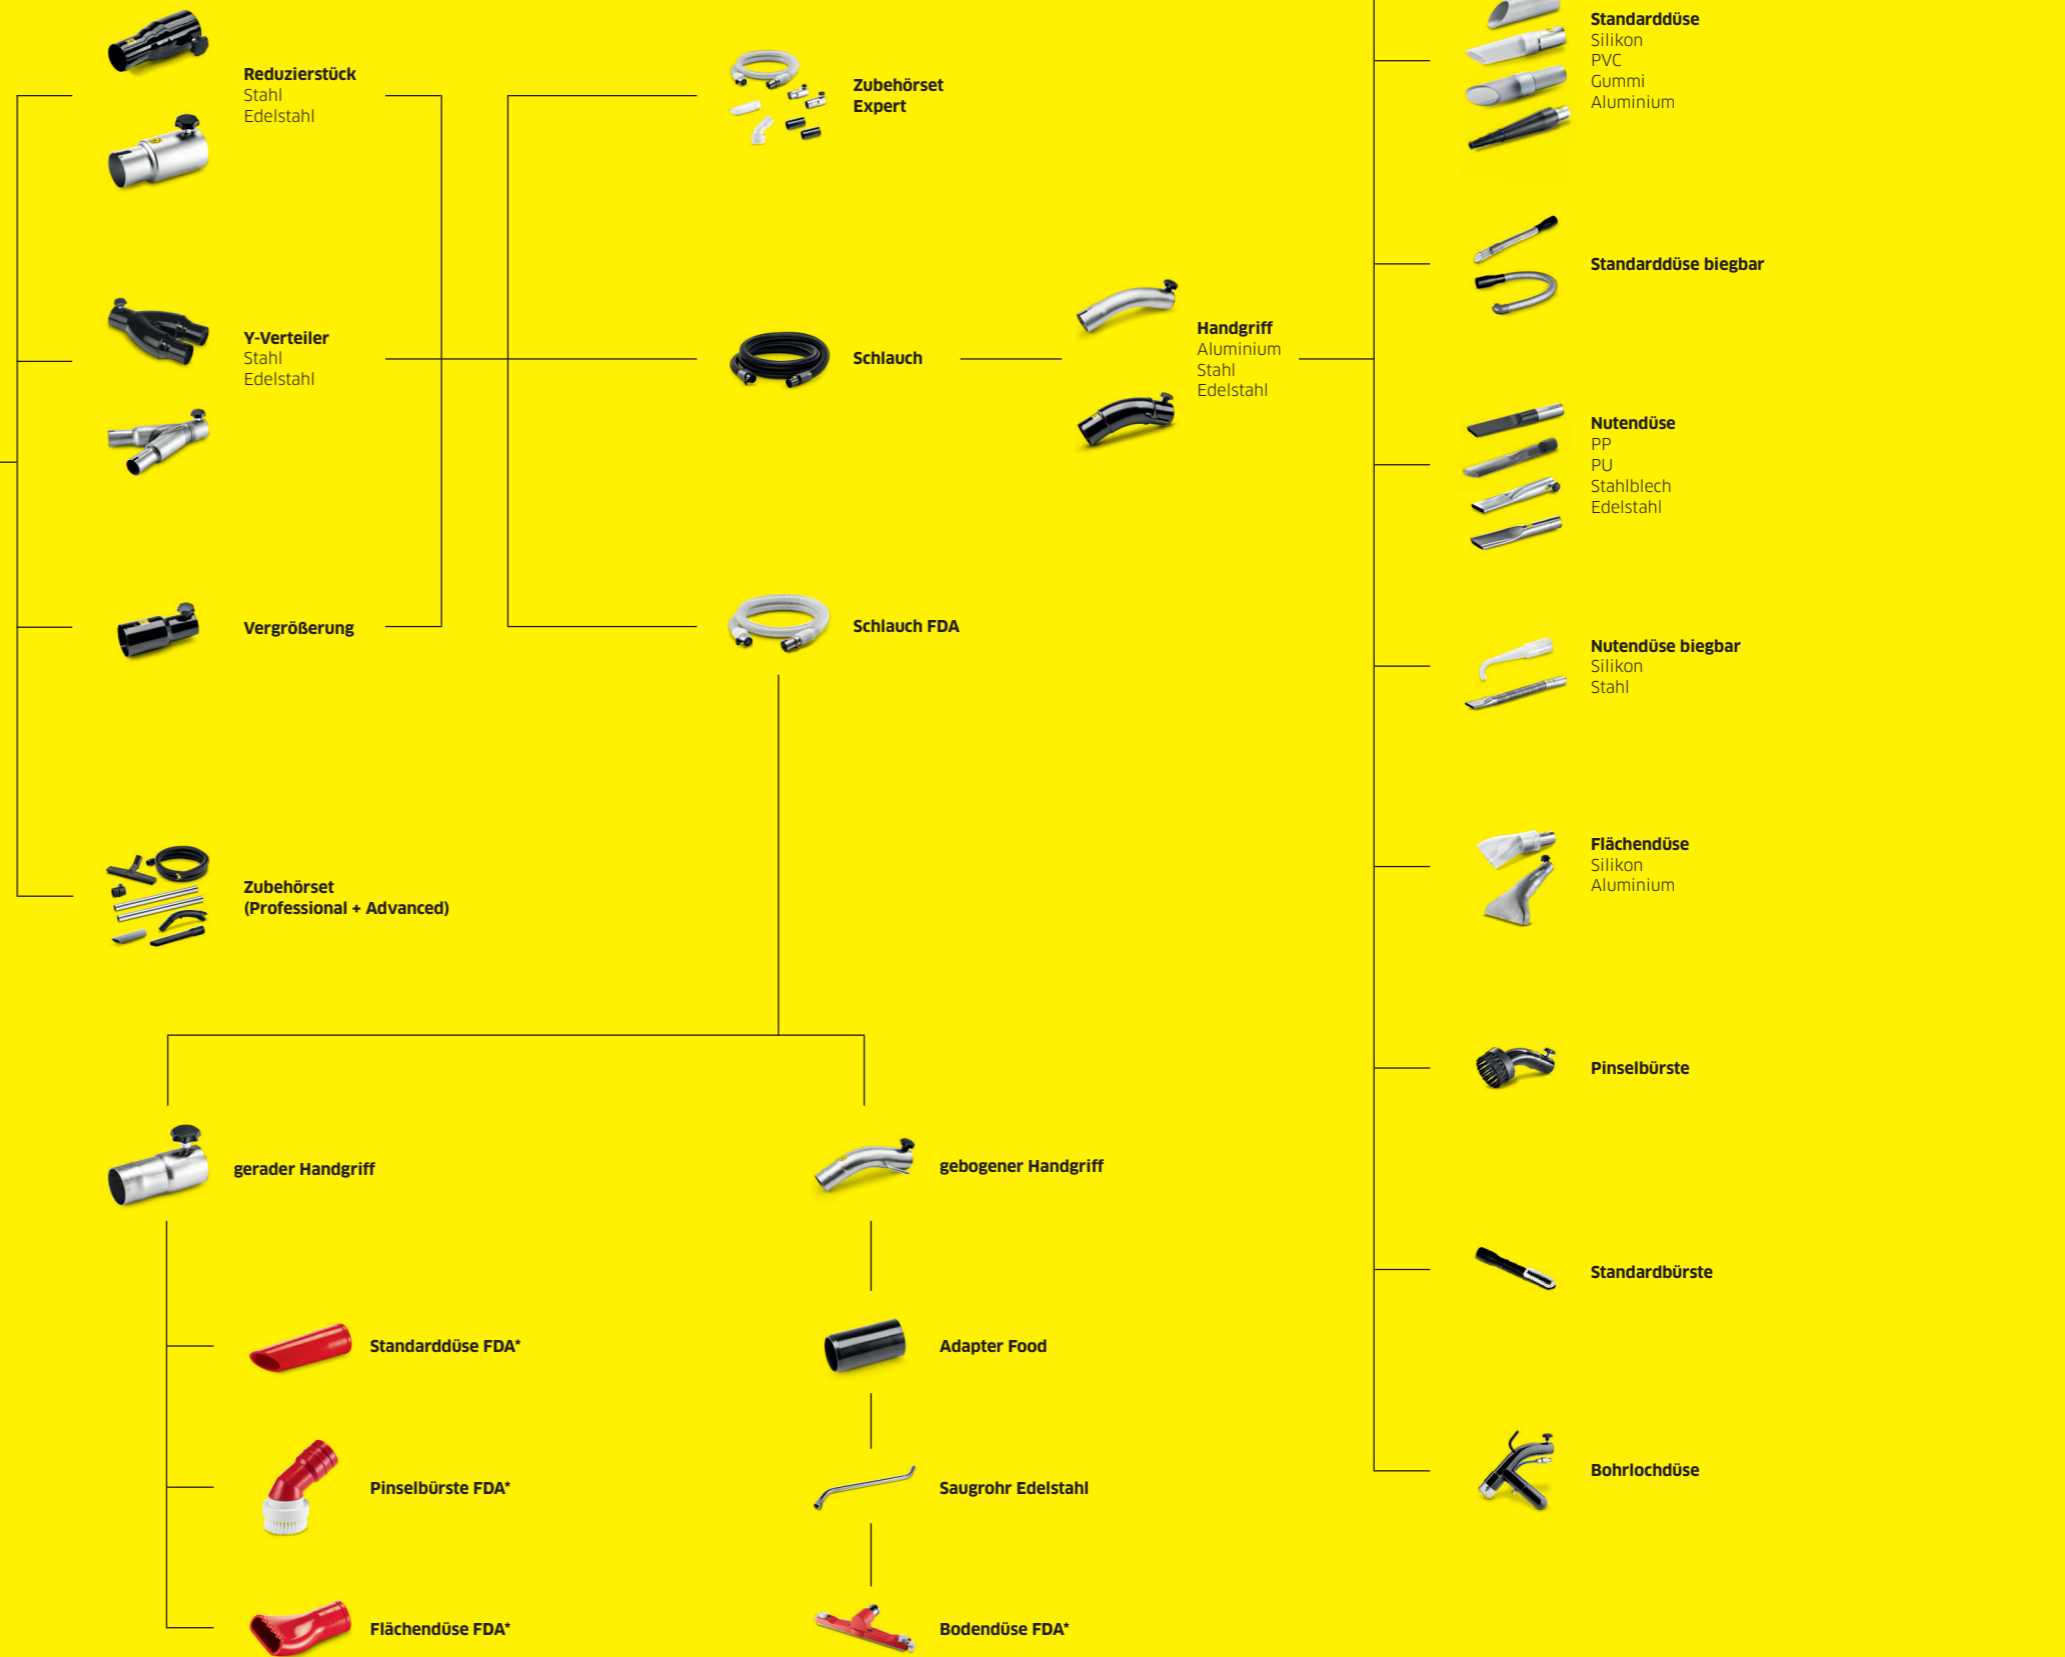 Reduzierstück
Stahl
Edelstahl
Y-Verteiler
Stahl
Edelstahl
Vergrößerung
Zubehörset
(Professional + Advanced)
Zubehörset
Expert
Schlauch
Schlauch FDA
Handgriff
Aluminium
Stahl
Edelstahl
Standarddüse
Silikon
PVC
Gummi
Aluminium
Standarddüse biegbar
Nutendüse
PP
PU
Stahlblech
Edelstahl
Nutendüse biegbar
Silikon
Stahl
Flächendüse
Silikon
Aluminium
Pinselbürste
Standardbürste
Bohrlochdüse
gerader Handgriff
Standarddüse FDA*
Pinselbürste FDA*
Flächendüse FDA*
gebogener Handgriff
Adapter Food
Saugrohr Edelstahl
Bodendüse FDA*